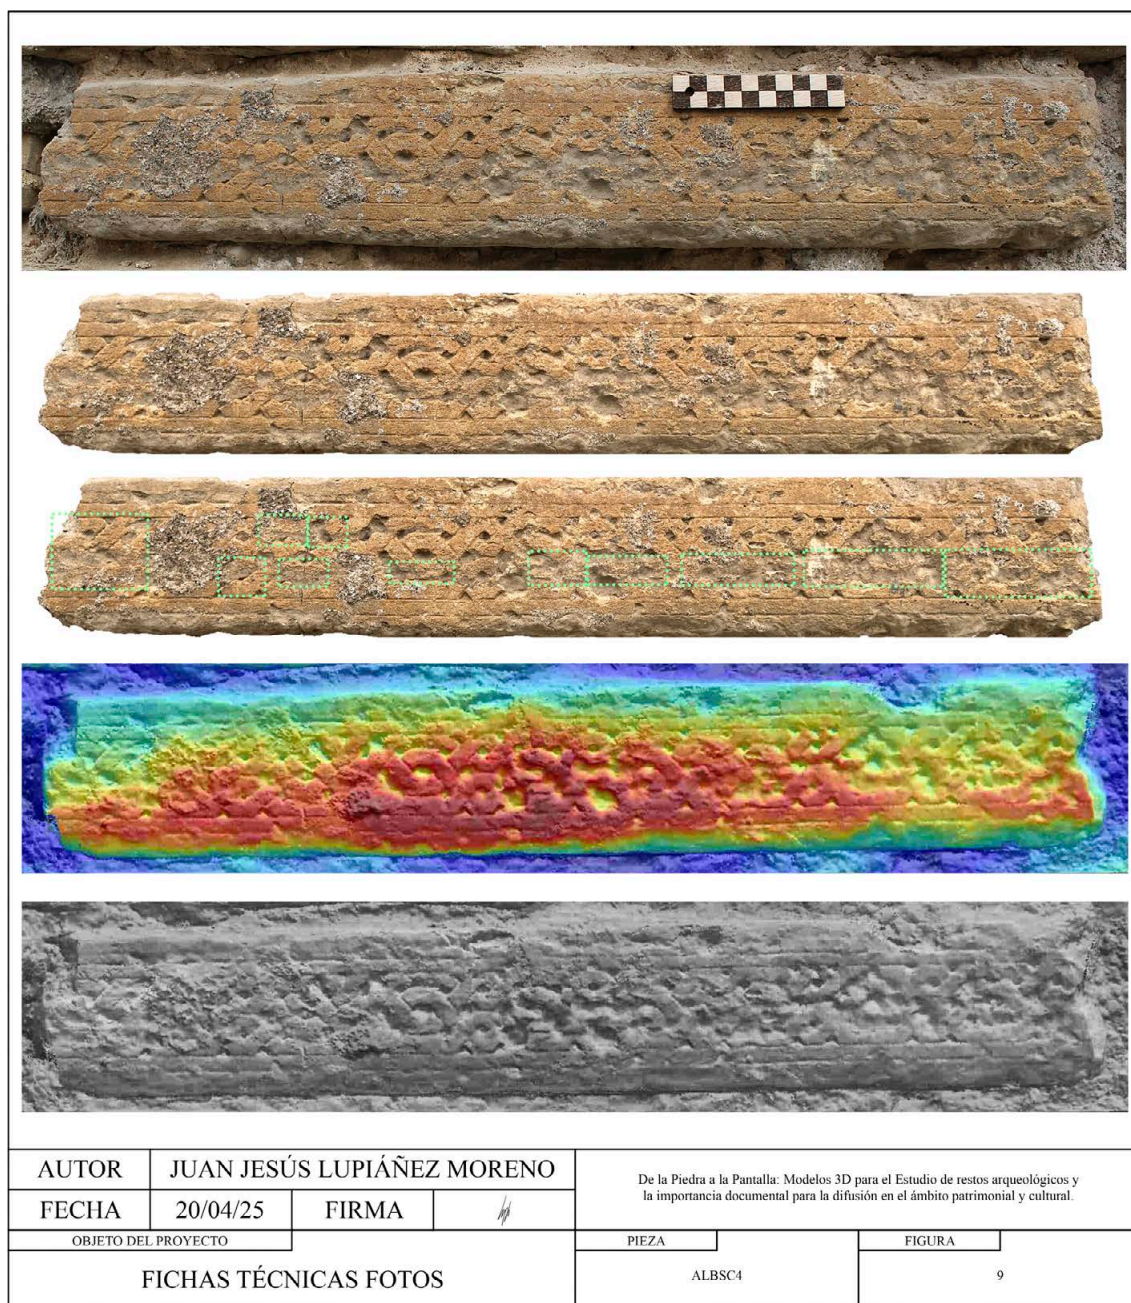 AUTOR
JUAN JESÚS LUPIÁÑEZ MORENO
De la Piedra a la Pantalla: Modelos 3D para el Estudio de restos arqueológicos y
la importancia documental para la difusión en el ámbito patrimonial y cultural.
FECHA
20/04/25
FIRMA
OBJETO DEL PROYECTO
FICHAS TÉCNICAS FOTOS
PIEZA
ALBSC4
FIGURA
9